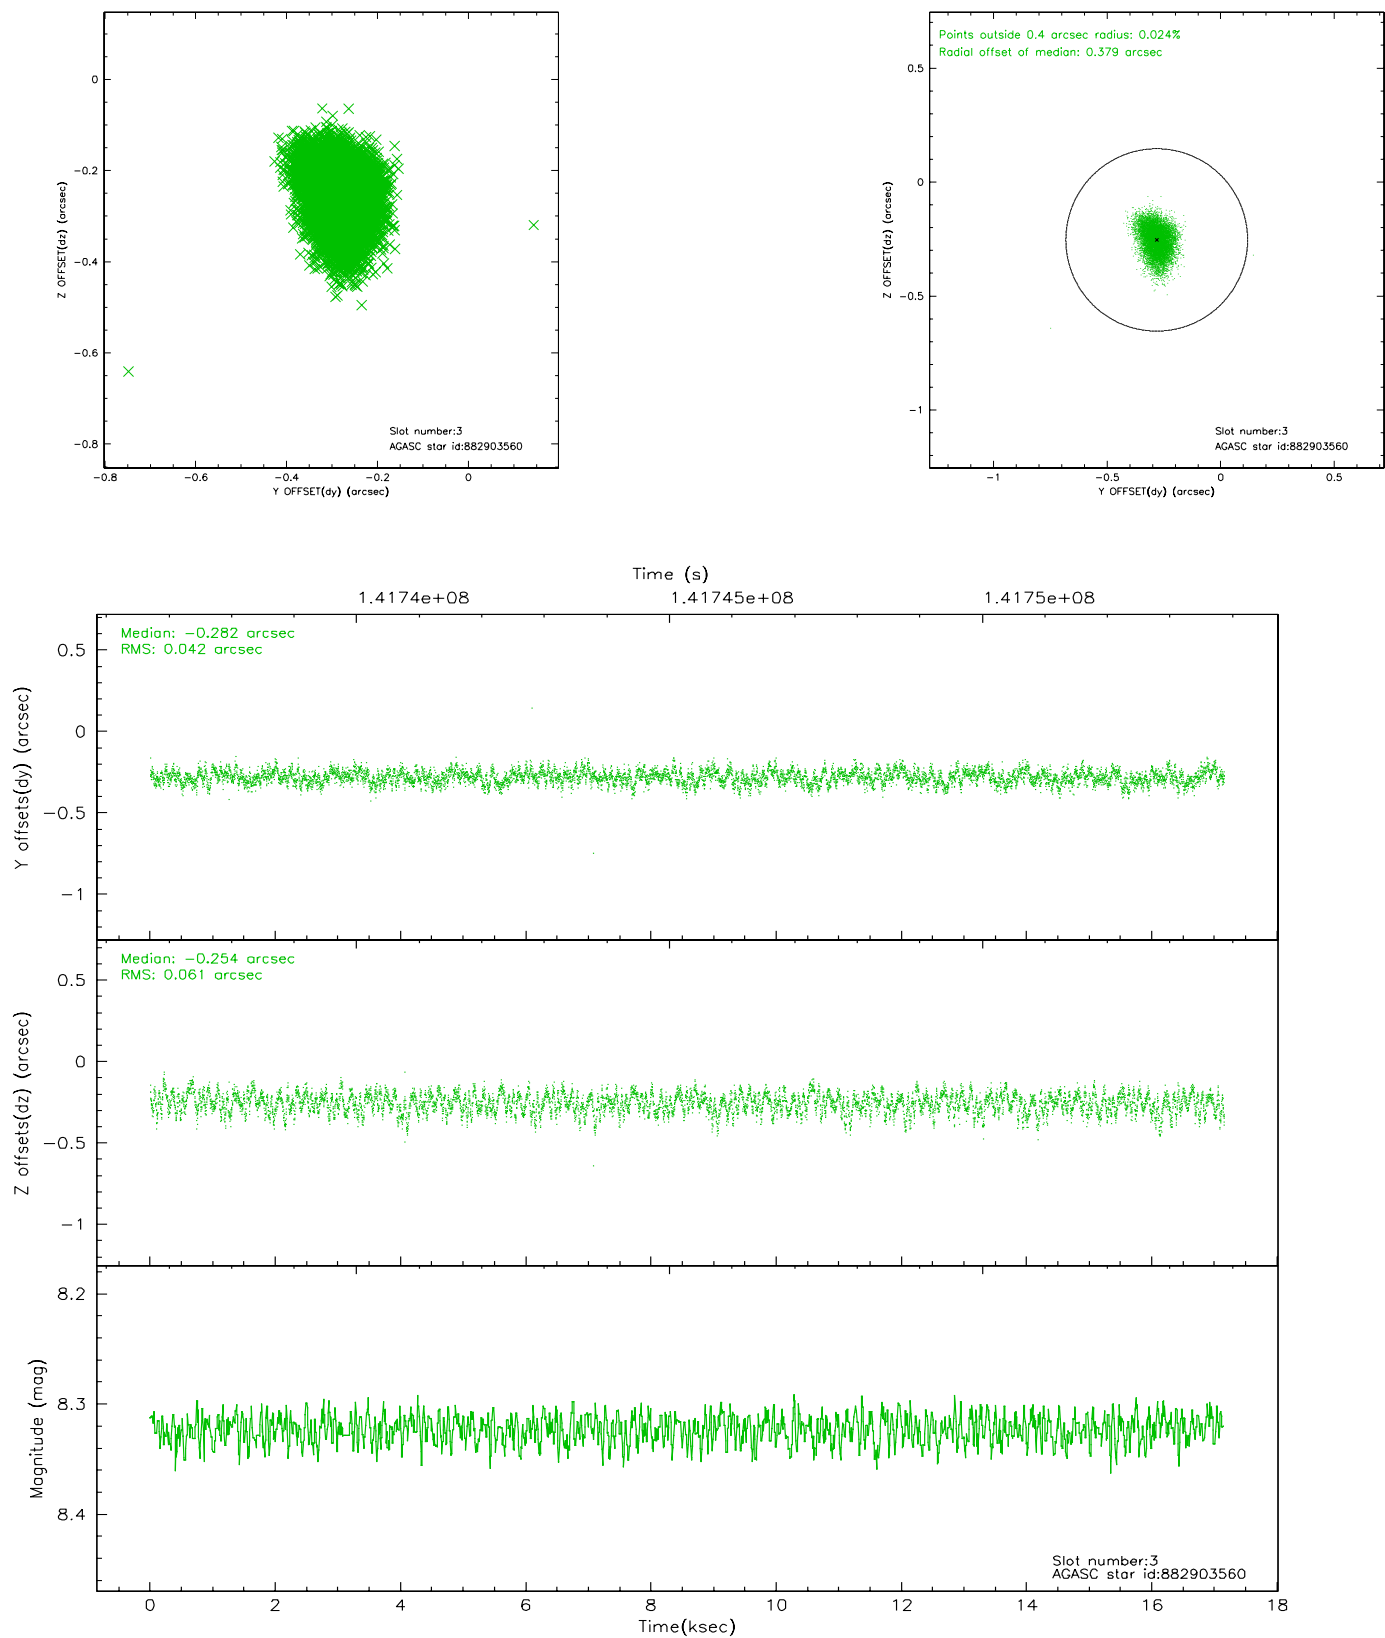 0
−0.2
−0.4
−0.6
−0.8
Z OFFSET(dz) (arcsec)
Slot number:3
AGASC star id:882903560
−0.8 −0.6 −0.4 −0.2 0
Y OFFSET(dy) (arcsec)
Points outside 0.4 arcsec radius: 0.024%
Radial offset of median: 0.379 arcsec
0.5
0
−0.5
−1
Z OFFSET(dz) (arcsec)
Slot number:3
AGASC star id:882903560
−1 −0.5 0 0.5
Y OFFSET(dy) (arcsec)
Time (s)
1.4174e+08 1.41745e+08 1.4175e+08
Median: −0.282 arcsec
RMS: 0.042 arcsec
0.5
0
−0.5
−1
Y offsets(dy) (arcsec)
Median: −0.254 arcsec
RMS: 0.061 arcsec
0.5
0
−0.5
−1
Z offsets(dz) (arcsec)
8.2
8.3
8.4
Magnitude (mag)
Slot number:3
AGASC star id:882903560
0 2 4 6 8 10 12 14 16 18
Time(ksec)